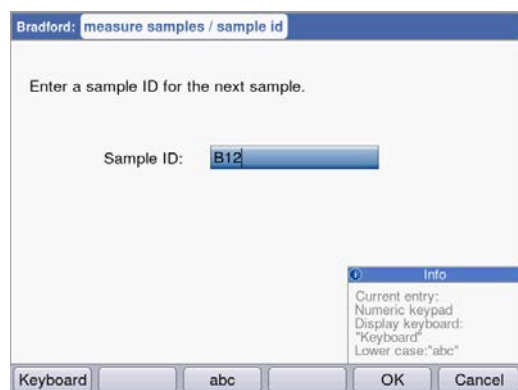 Bradford: measure samples / sample id
Enter a sample ID for the next sample.
Sample ID: B12
Info
Current entry:
Numeric keypad
Display keyboard:
"Keyboard"
Lower case:"abc"
Keyboard abc OK Cancel